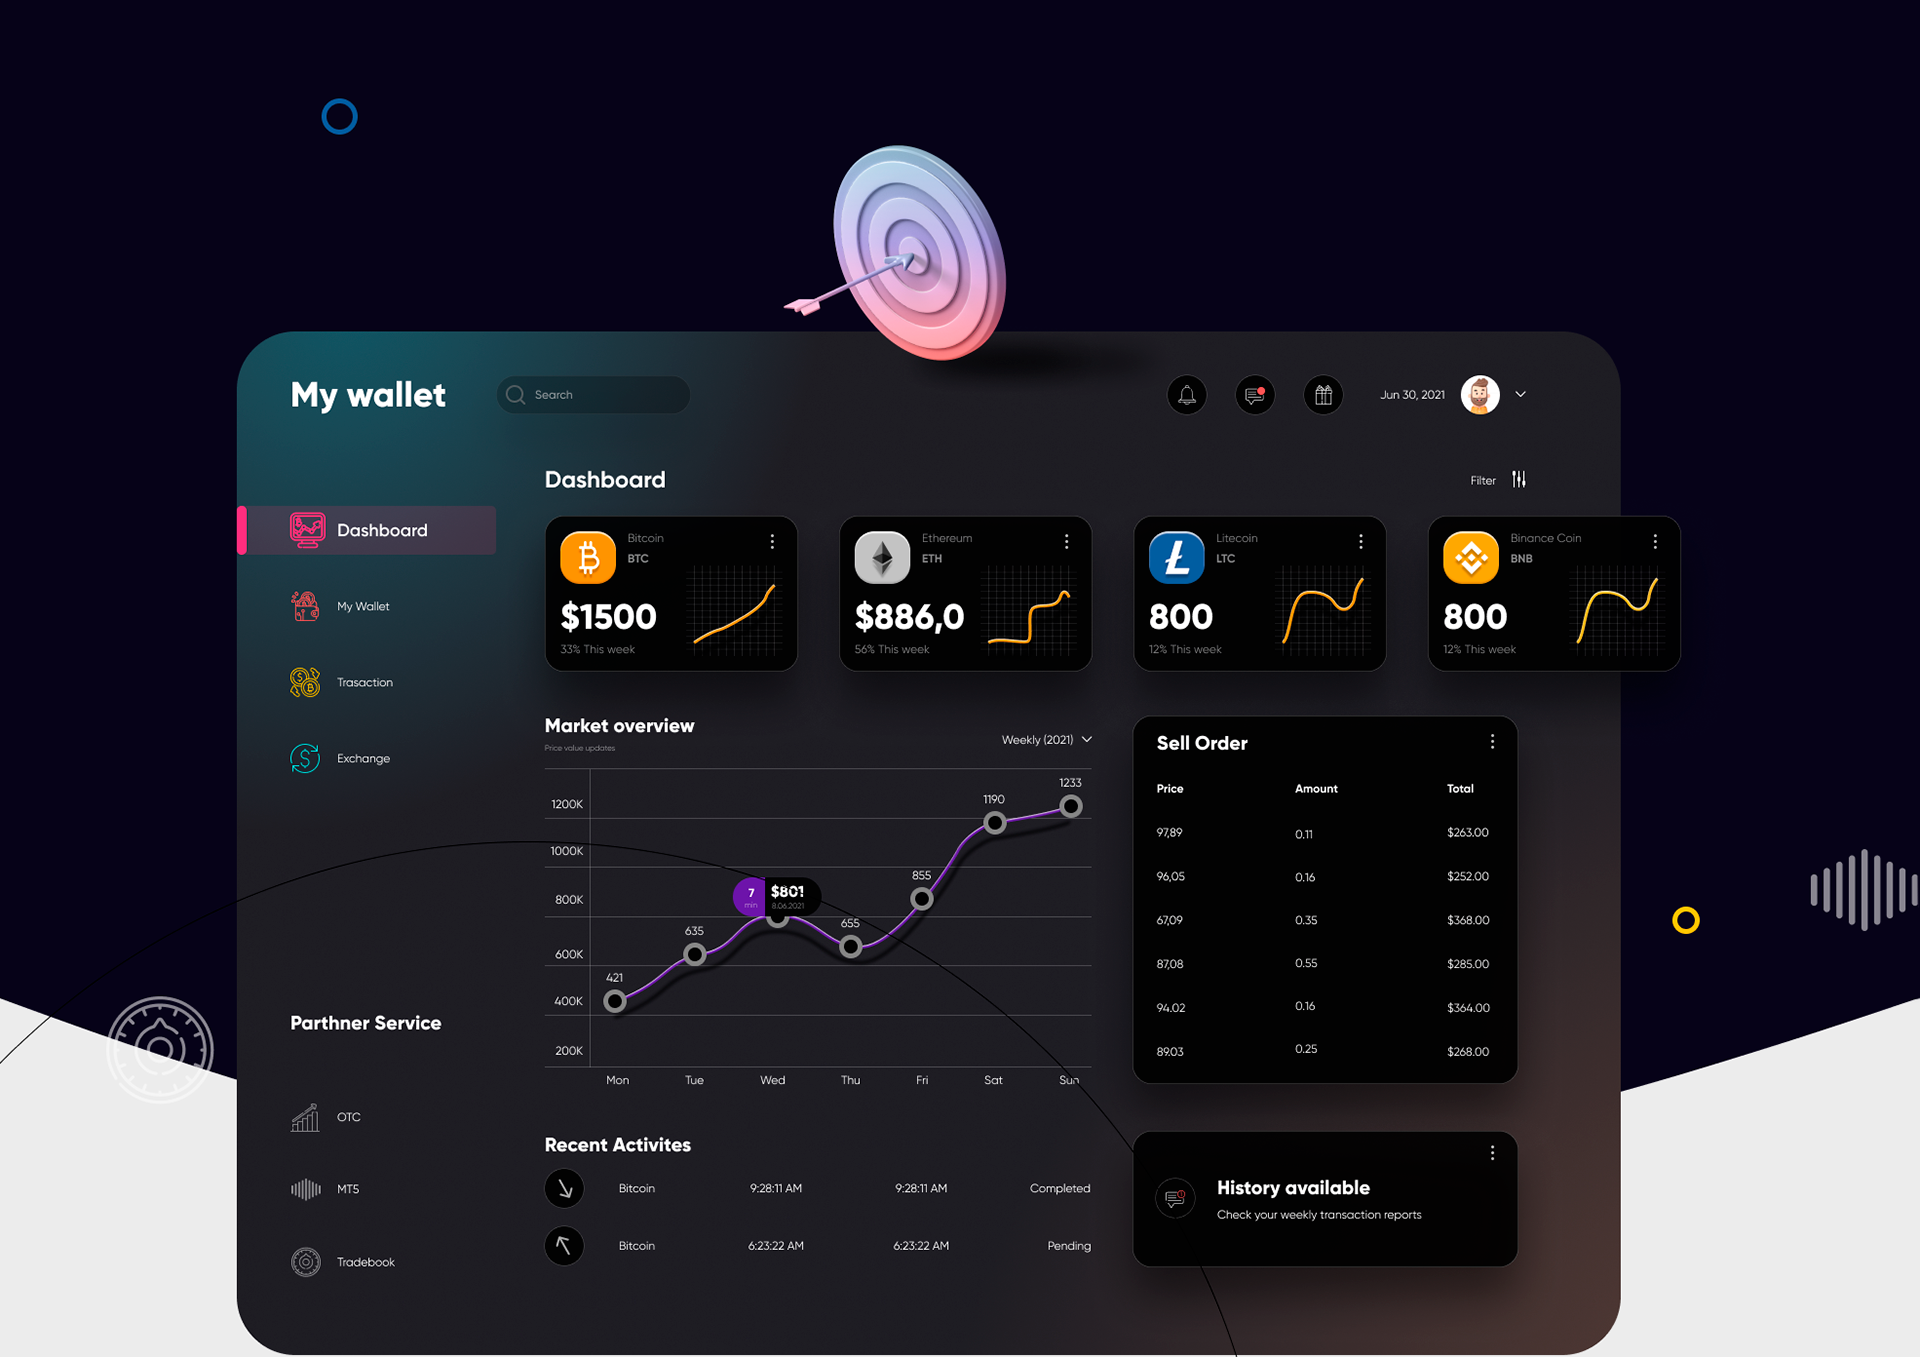 My wallet
Search
Jun 30, 2021
Dashboard
Filter
Dashboard
My Wallet
Trasaction
Exchange
Bitcoin
BTC
$1500
33% This week
Ethereum
ETH
$886,0
56% This week
Litecoin
LTC
800
12% This week
Binance Coin
BNB
800
12% This week
Market overview
Price value updates
Weekly (2021)
1200K
1000K
800K
600K
400K
200K
421
635
7
min
$801
8.06.2021
655
855
1190
1233
Mon Tue Wed Thu Fri Sat Sun
Sell Order
Price Amount Total
97,89 0.11 $263.00
96,05 0.16 $252.00
67,09 0.35 $368.00
87,08 0.55 $285.00
94.02 0.16 $364.00
89.03 0.25 $268.00
Parthner Service
OTC
MT5
Tradebook
Recent Activites
Bitcoin 9:28:11 AM 9:28:11 AM Completed
Bitcoin 6:23:22 AM 6:23:22 AM Pending
History available
Check your weekly transaction reports